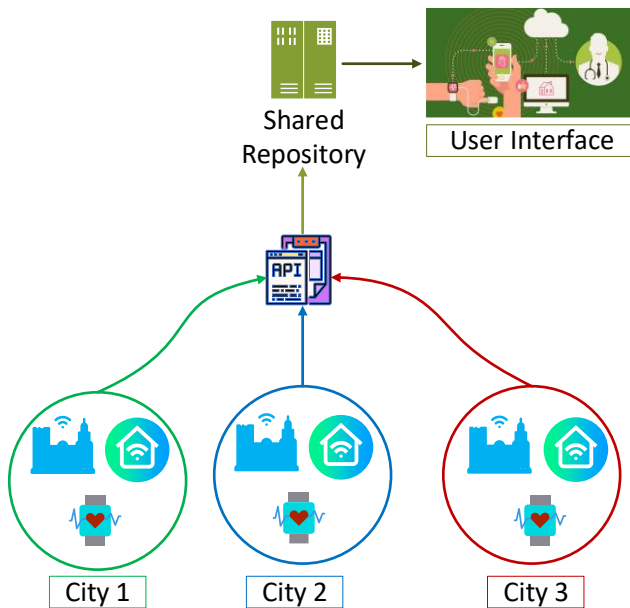 Shared
Repository
User Interface
API
City 1
City 2
City 3